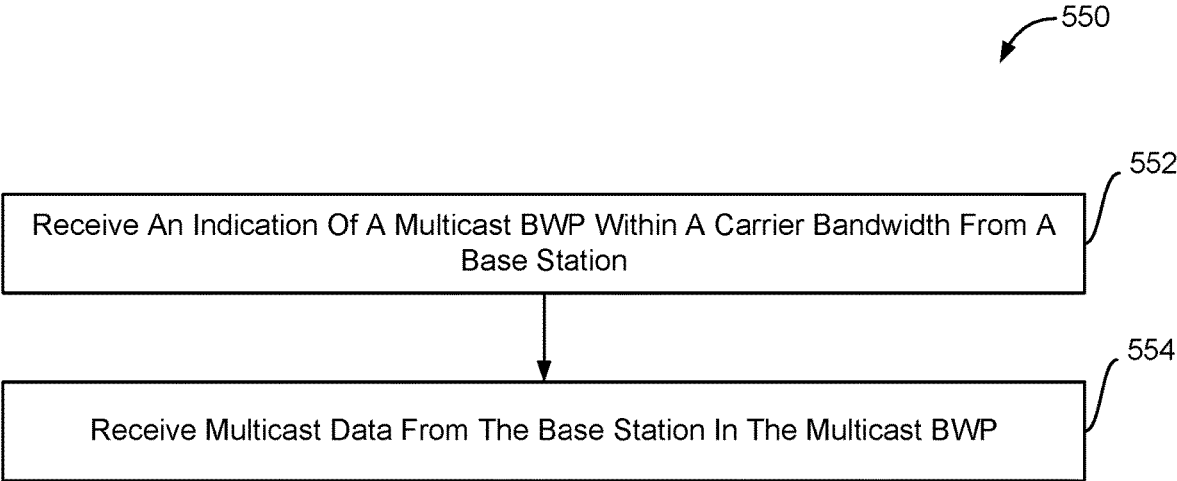 550
552
Receive An Indication Of A Multicast BWP Within A Carrier Bandwidth From A
Base Station
554
Receive Multicast Data From The Base Station In The Multicast BWP